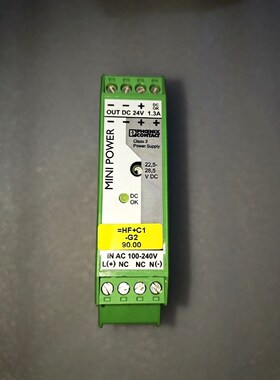 − − + DC OK
OUT DC 24V 1.3A
− − + +
PHŒNIX CONTACT
Class 2
Power Supply
MINI POWER
22,5-
28,5
V DC
DC
OK
=HF+C1
-G2
90.00
IN AC 100-240V
L(+) NC NC N(-)